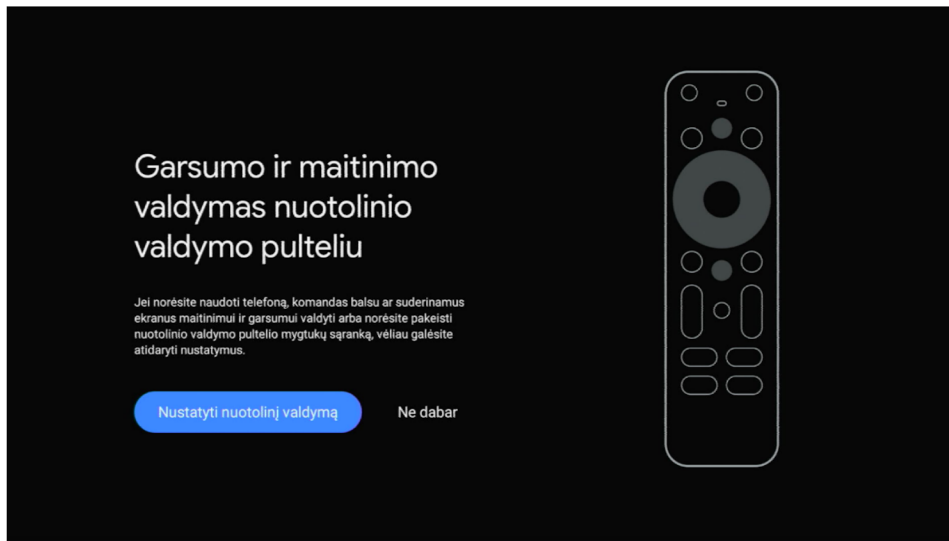 Garsumo ir maitinimo
valdymas nuotolinio
valdymo pulteliu
Jei norėsite naudoti telefoną, komandas balsu ar suderinamus
ekranus maitinimui ir garsumui valdyti arba norėsite pakeisti
nuotolinio valdymo pultelio mygtukų sąranką, vėliau galėsite
atidaryti nustatymus.
Nustatyti nuotolinį valdymą
Ne dabar